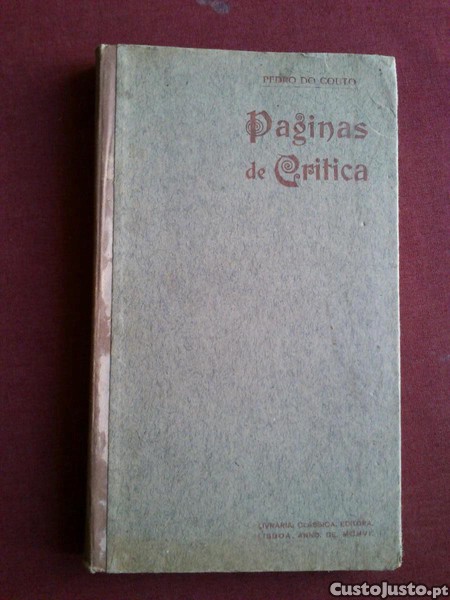 PEDRO DO COUTO
Paginas
de Critica
LIVRARIA, CLASSICA, EDITORA,
LISBOA, ANNO, DE, MCMVI.
CustoJusto.pt